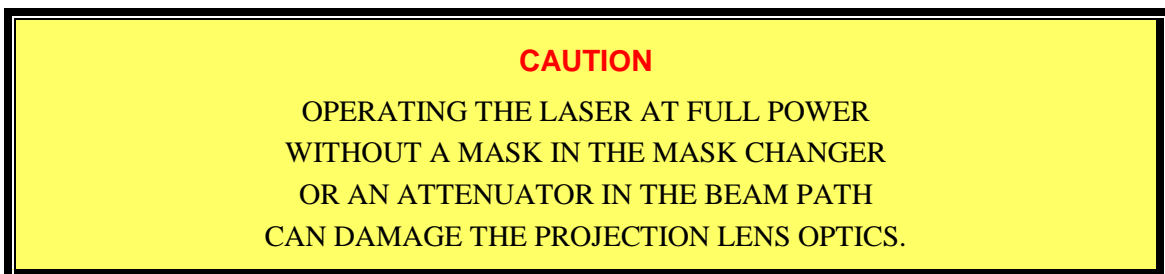 CAUTION
OPERATING THE LASER AT FULL POWER
WITHOUT A MASK IN THE MASK CHANGER
OR AN ATTENUATOR IN THE BEAM PATH
CAN DAMAGE THE PROJECTION LENS OPTICS.